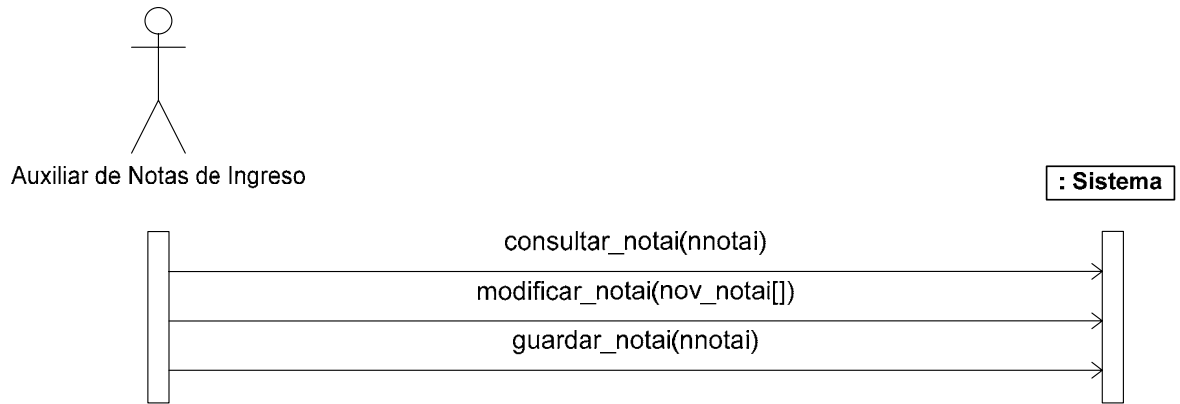 Auxiliar de Notas de Ingreso
: Sistema
consultar_notai(nnotai)
modificar_notai(nov_notai[])
guardar_notai(nnotai)